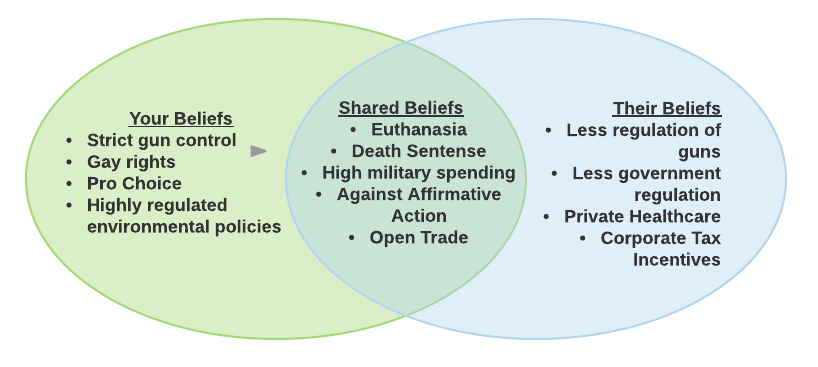 Your Beliefs
• Strict gun control
• Gay rights
• Pro Choice
• Highly regulated
environmental policies
Shared Beliefs
• Euthanasia
• Death Sentense
• High military spending
• Against Affirmative
Action
• Open Trade
Their Beliefs
• Less regulation of
guns
• Less government
regulation
• Private Healthcare
• Corporate Tax
Incentives